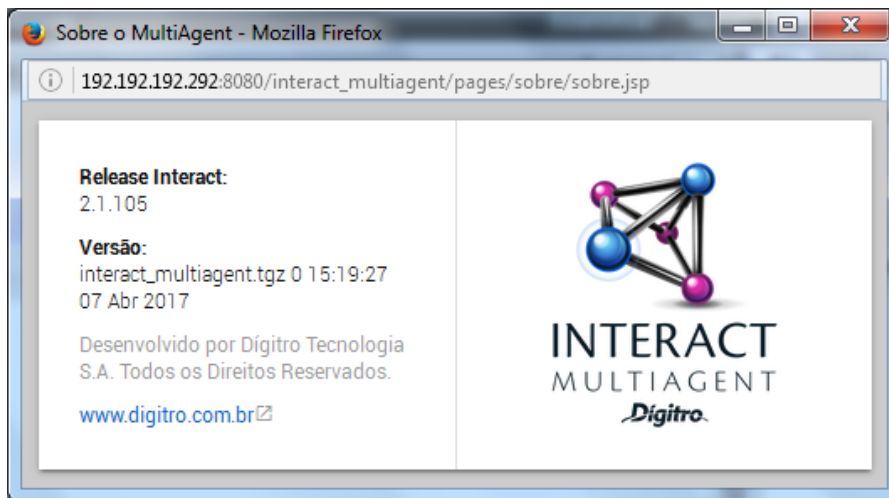 Sobre o MultiAgent - Mozilla Firefox
192.192.192.292:8080/interact_multiagent/pages/sobre/sobre.jsp
Release Interact:
2.1.105
Versão:
interact_multiagent.tgz 0 15:19:27
07 Abr 2017
Desenvolvido por Dígitro Tecnologia
S.A. Todos os Direitos Reservados.
www.digitro.com.br
INTERACT
MULTIAGENT
Dígitro